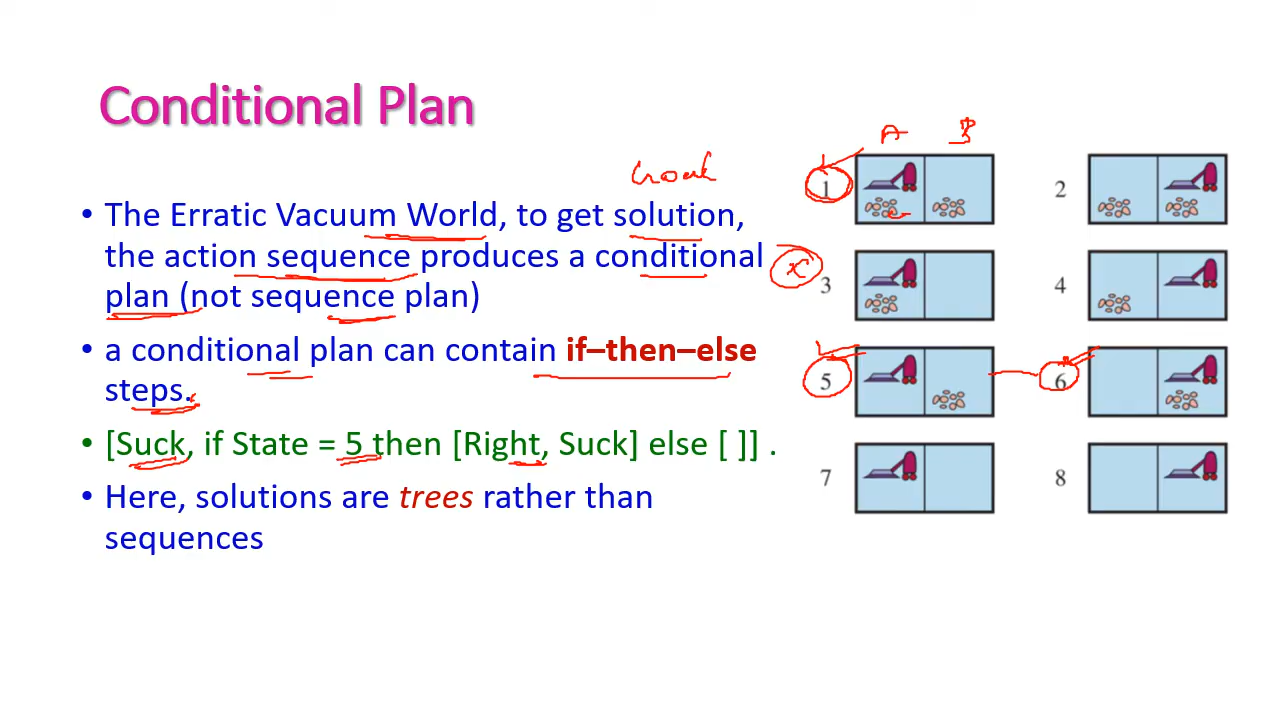 Conditional Plan
A B
• The Erratic Vacuum World, to get solution,
the action sequence produces a conditional
plan (not sequence plan)
• a conditional plan can contain if–then–else
steps.
• [Suck, if State = 5 then [Right, Suck] else [ ]] .
• Here, solutions are trees rather than
sequences
1
2
3
4
5
6
7
8